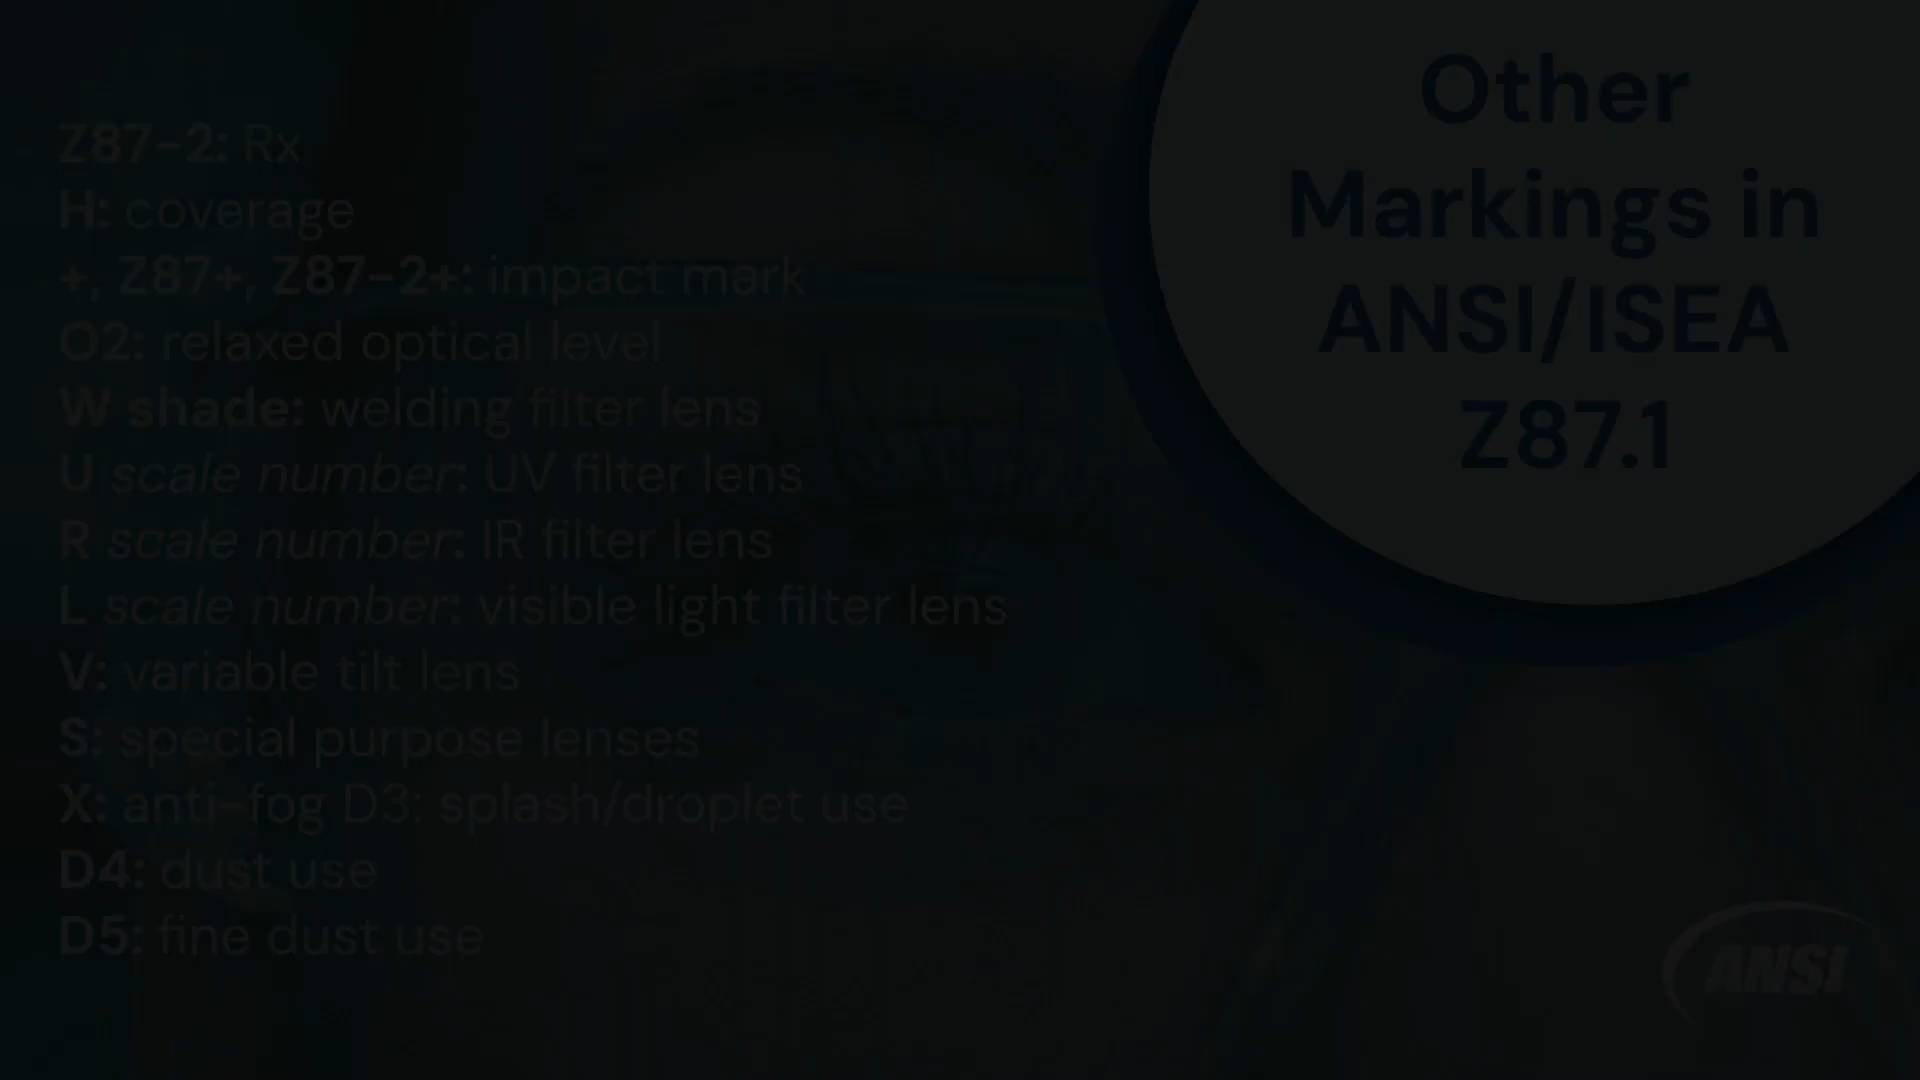 Z87-2: Rx
H: coverage
+, Z87+, Z87-2+: impact mark
O2: relaxed optical level
W shade: welding filter lens
U scale number: UV filter lens
R scale number: IR filter lens
L scale number: visible light filter lens
V: variable tilt lens
S: special purpose lenses
X: anti-fog D3: splash/droplet use
D4: dust use
D5: fine dust use
Other
Markings in
ANSI/ISEA
Z87.1
ANSI